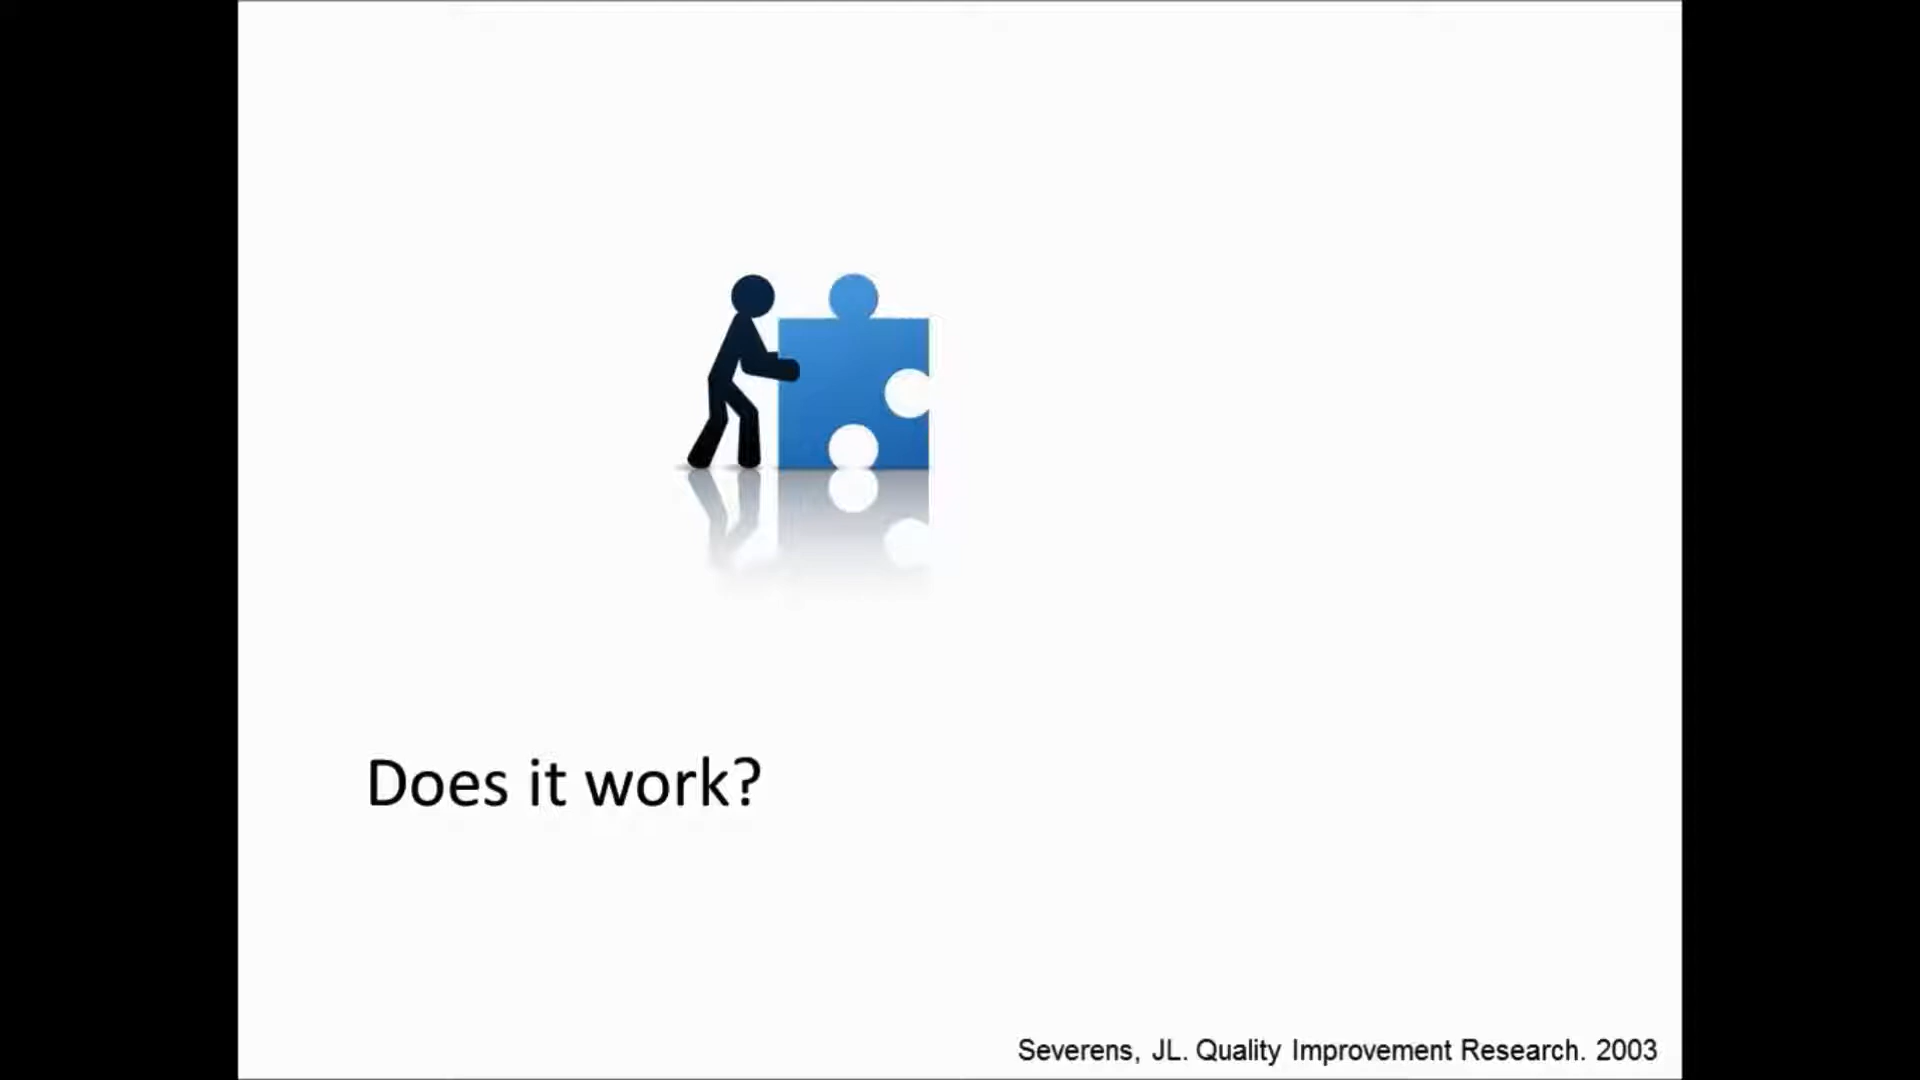 Does it work?
Severens, JL. Quality Improvement Research. 2003